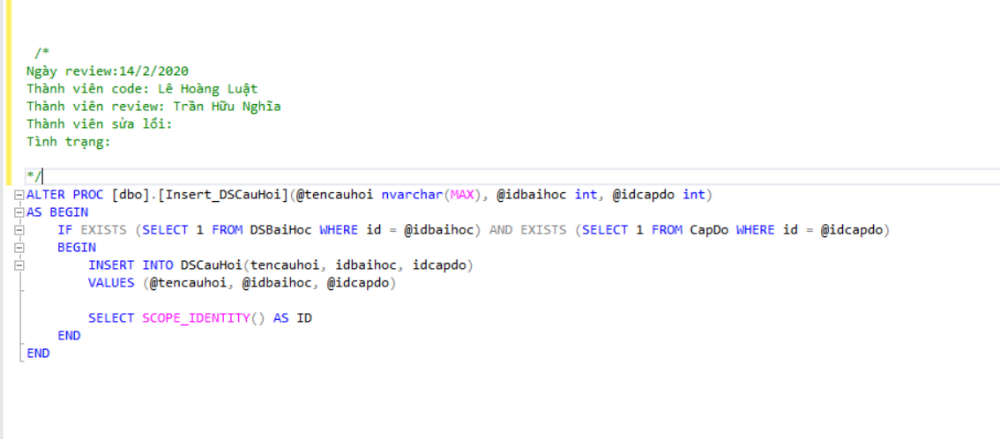 /*
Ngày review:14/2/2020
Thành viên code: Lê Hoàng Luật
Thành viên review: Trần Hữu Nghĩa
Thành viên sửa lổi:
Tình trạng:
*/
ALTER PROC [dbo].[Insert_DSCauHoi](@tencauhoi nvarchar(MAX), @idbaihoc int, @idcapdo int)
AS BEGIN
IF EXISTS (SELECT 1 FROM DSBaiHoc WHERE id = @idbaihoc) AND EXISTS (SELECT 1 FROM CapDo WHERE id = @idcapdo)
BEGIN
INSERT INTO DSCauHoi(tencauhoi, idbaihoc, idcapdo)
VALUES (@tencauhoi, @idbaihoc, @idcapdo)
SELECT SCOPE_IDENTITY() AS ID
END
END